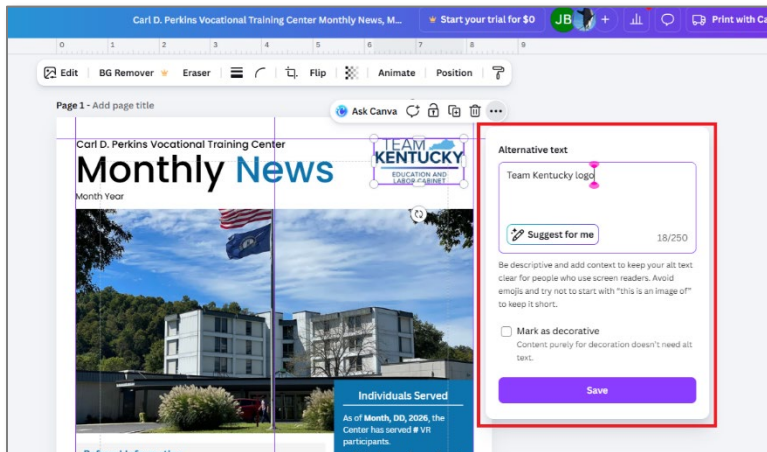 Carl D. Perkins Vocational Training Center Monthly News, M...
Start your trial for $0
JB
+
Print with Ca
0 1 2 3 4 5 6 7 8 9
Edit BG Remover Eraser Flip Animate Position
Page 1 - Add page title
Ask Canva
Carl D. Perkins Vocational Training Center
Monthly News
Month Year
TEAM
KENTUCKY
EDUCATION AND
LABOR CABINET
Alternative text
Team Kentucky logo
Suggest for me
18/250
Be descriptive and add context to keep your alt text
clear for people who use screen readers. Avoid
emojis and try not to start with "this is an image of"
to keep it short.
Mark as decorative
Content purely for decoration doesn't need alt
text.
Save
Individuals Served
As of Month, DD, 2026, the
Center has served # VR
participants.